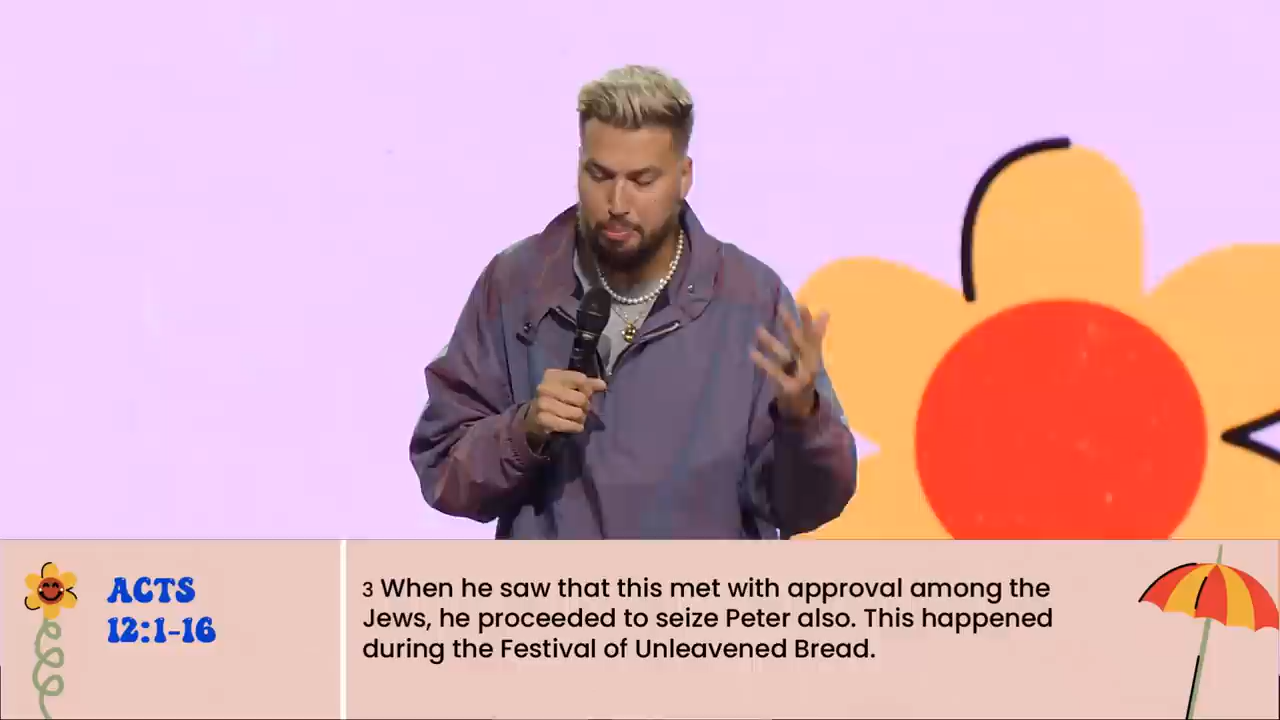 ACTS
12:1-16
3 When he saw that this met with approval among the
Jews, he proceeded to seize Peter also. This happened
during the Festival of Unleavened Bread.